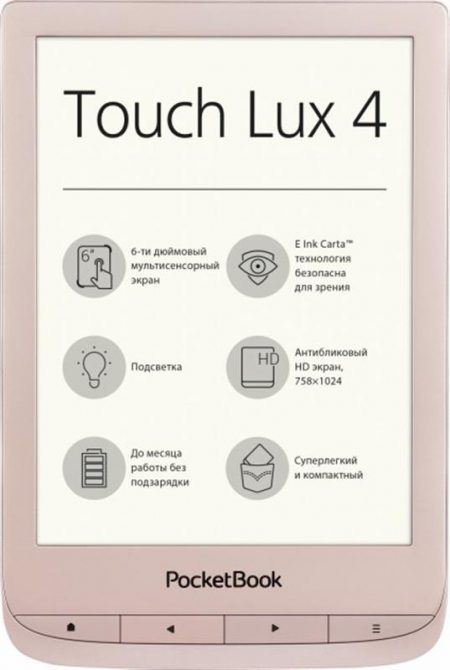 Touch Lux 4
6"
6-ти дюймовый
мультисенсорный
экран
E Ink Carta™
технология
безопасна
для зрения
Подсветка
HD
Антибликовый
HD экран,
758×1024
До месяца
работы без
подзарядки
Суперлегкий
и компактный
PocketBook